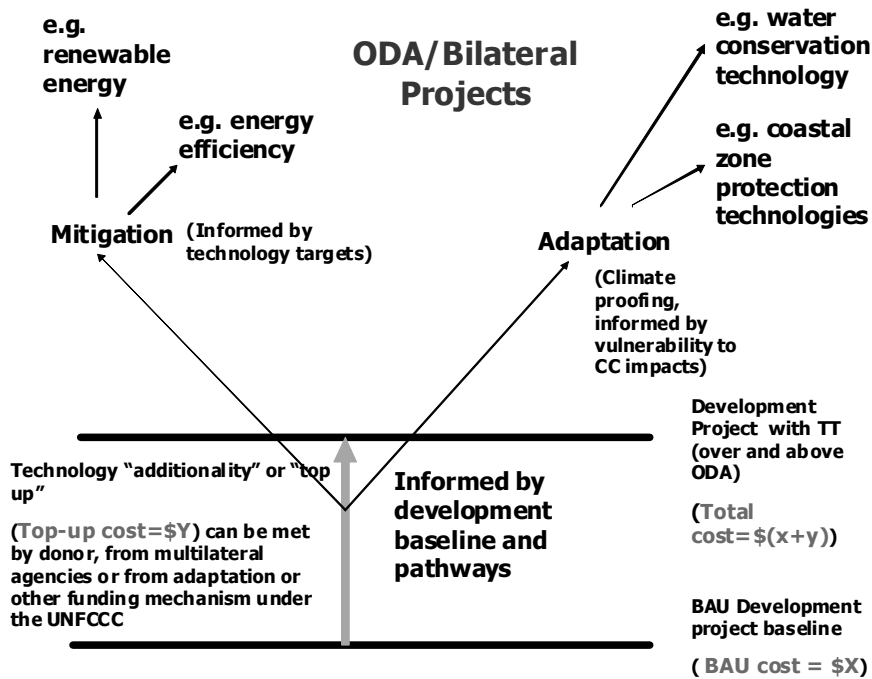 e.g.
renewable
energy
ODA/Bilateral
Projects
e.g. water
conservation
technology
e.g. energy
efficiency
e.g. coastal
zone
protection
technologies
Mitigation
(Informed by
technology targets)
Adaptation
(Climate
proofing,
informed by
vulnerability to
CC impacts)
Development
Project with TT
(over and above
ODA)
(Total
cost=$(x+y))
Technology “additionality” or “top
up”
(Top-up cost=$Y) can be met
by donor, from multilateral
agencies or from adaptation or
other funding mechanism under
the UNFCCC
Informed by
development
baseline and
pathways
BAU Development
project baseline
( BAU cost = $X)